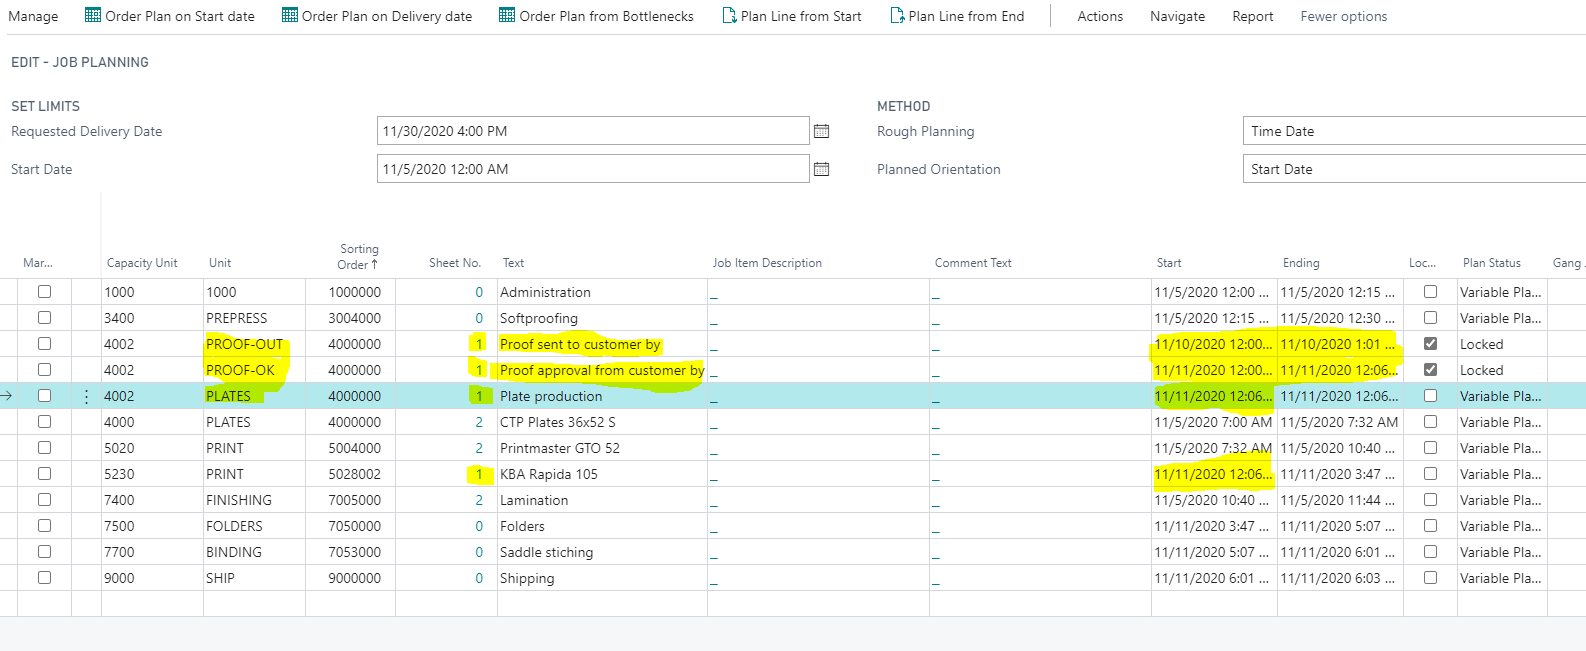 Manage Order Plan on Start date Order Plan on Delivery date Order Plan from Bottlenecks Plan Line from Start Plan Line from End Actions Navigate Report Fewer options
EDIT - JOB PLANNING
SET LIMITS METHOD
Requested Delivery Date 11/30/2020 4:00 PM Rough Planning Time Date
Start Date 11/5/2020 12:00 AM Planned Orientation Start Date
Mar... Capacity Unit Unit Sorting Order↑ Sheet No. Text Job Item Description Comment Text Start Ending Loc... Plan Status Gang
1000 1000 1000000 0 Administration _ _ 11/5/2020 12:00 ... 11/5/2020 12:15 ... Variable Pla...
3400 PREPRESS 3004000 0 Softproofing _ _ 11/5/2020 12:15 ... 11/5/2020 12:30 ... Variable Pla...
4002 PROOF-OUT 4000000 1 Proof sent to customer by _ _ 11/10/2020 12:00... 11/10/2020 1:01 ... Locked
4002 PROOF-OK 4000000 1 Proof approval from customer by _ _ 11/11/2020 12:00... 11/11/2020 12:06... Locked
4002 PLATES 4000000 1 Plate production _ _ 11/11/2020 12:06... 11/11/2020 12:06... Variable Pla...
4000 PLATES 4000000 2 CTP Plates 36x52 S _ _ 11/5/2020 7:00 AM 11/5/2020 7:32 AM Variable Pla...
5020 PRINT 5004000 2 Printmaster GTO 52 _ _ 11/5/2020 7:32 AM 11/5/2020 10:40 ... Variable Pla...
5230 PRINT 5028002 1 KBA Rapida 105 _ _ 11/11/2020 12:06... 11/11/2020 3:47 ... Variable Pla...
7400 FINISHING 7005000 2 Lamination _ _ 11/5/2020 10:40 ... 11/5/2020 11:44 ... Variable Pla...
7500 FOLDERS 7050000 0 Folders _ _ 11/11/2020 3:47 ... 11/11/2020 5:07 ... Variable Pla...
7700 BINDING 7053000 0 Saddle stiching _ _ 11/11/2020 5:07 ... 11/11/2020 6:01 ... Variable Pla...
9000 SHIP 9000000 0 Shipping _ _ 11/11/2020 6:01 ... 11/11/2020 6:03 ... Variable Pla...